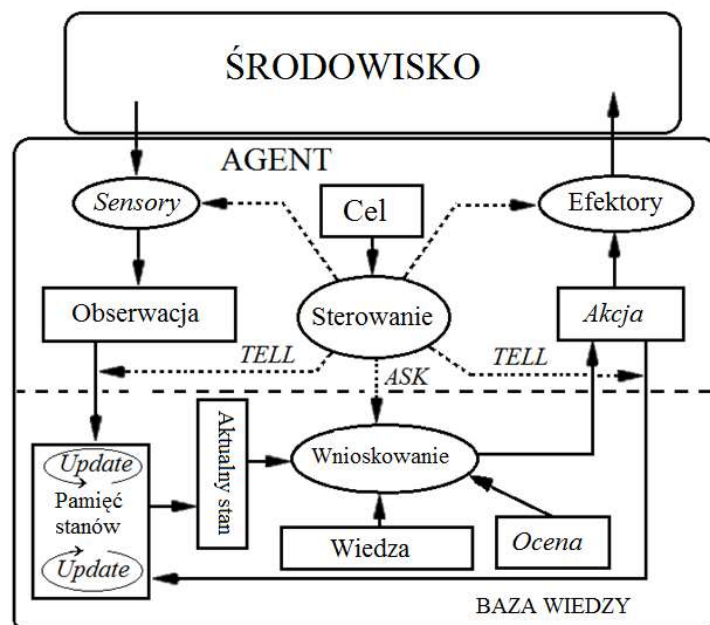 ŚRODOWISKO
AGENT
Sensory
Cel
Efektory
Obserwacja
Sterowanie
Akcja
TELL
ASK
TELL
Update
Pamięć
stanów
Update
Aktualny stan
Wnioskowanie
Wiedza
Ocena
BAZA WIEDZY